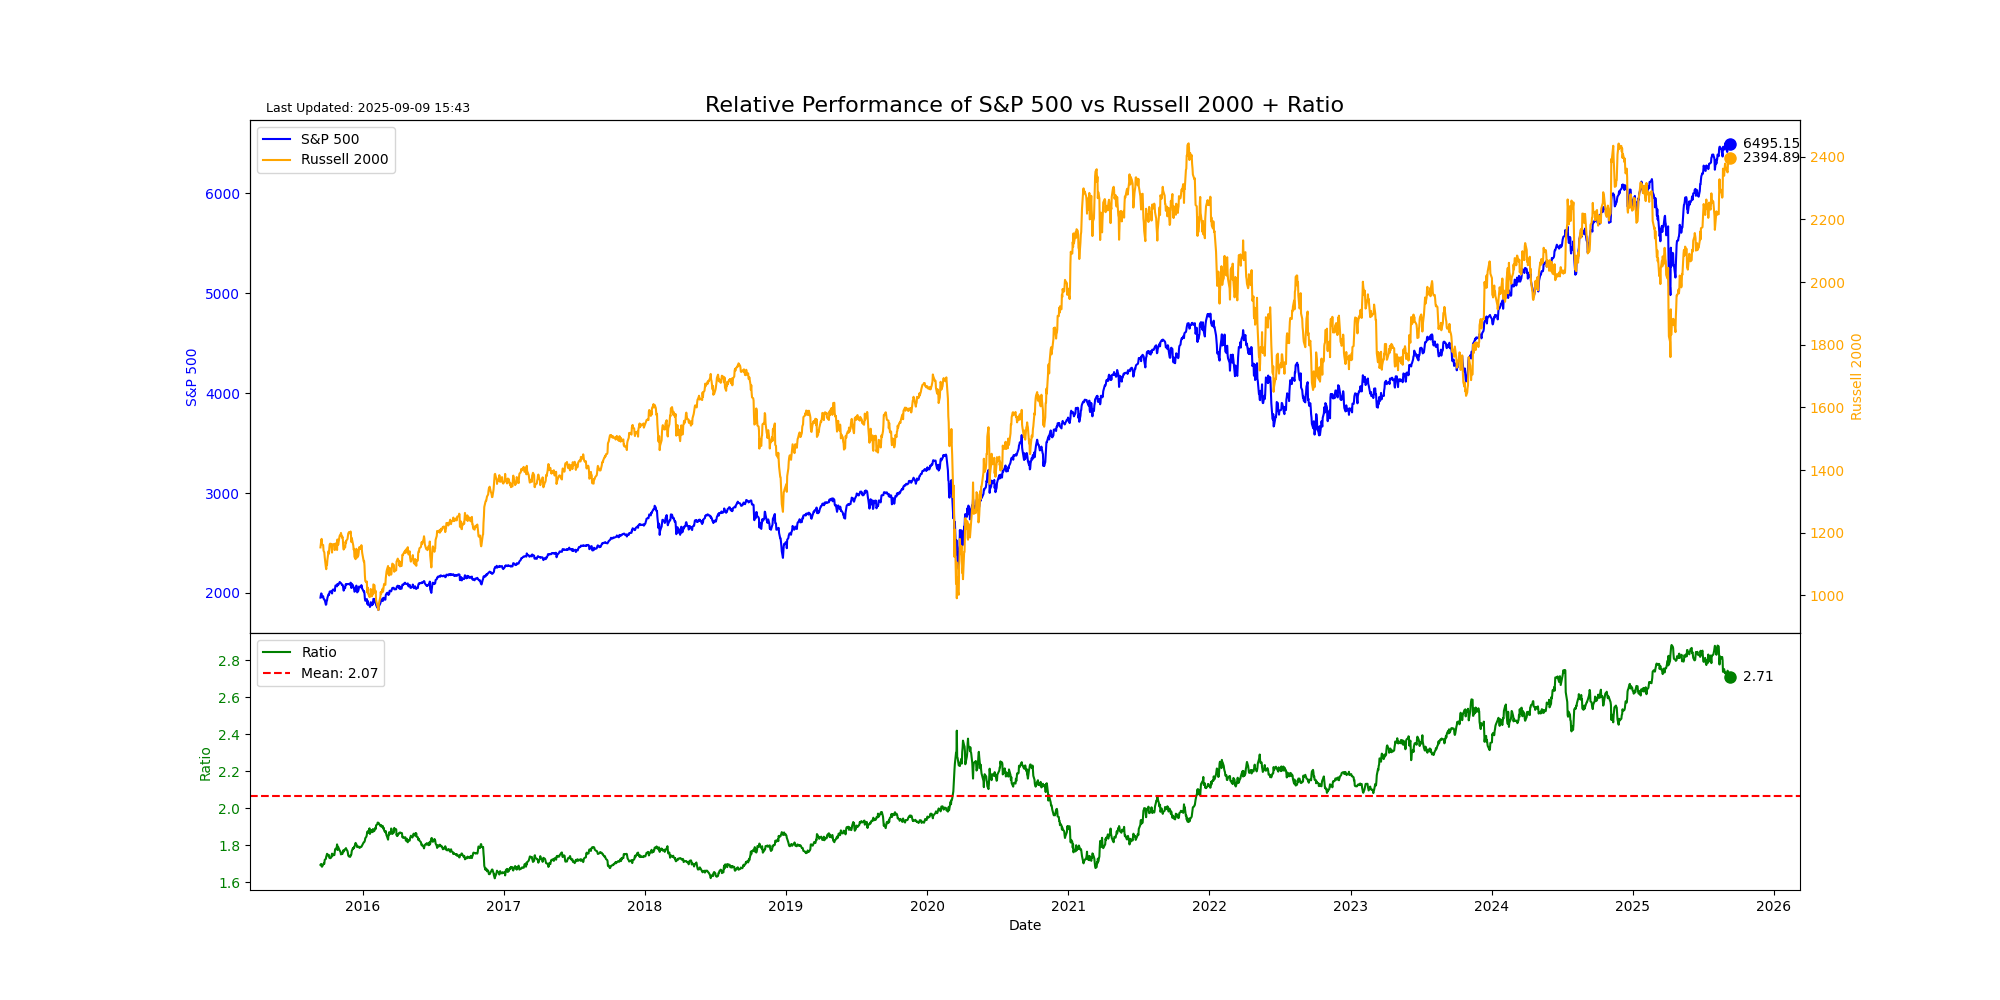 Last Updated: 2025-09-09 15:43
Relative Performance of S&P 500 vs Russell 2000 + Ratio
S&P 500
Russell 2000
6495.15
2394.89
6000
5000
4000
3000
2000
S&P 500
2400
2200
2000
1800
1600
1400
1200
1000
Russell 2000
Ratio
Mean: 2.07
2.71
2.8
2.6
2.4
2.2
2.0
1.8
1.6
Ratio
2016 2017 2018 2019 2020 2021 2022 2023 2024 2025 2026
Date